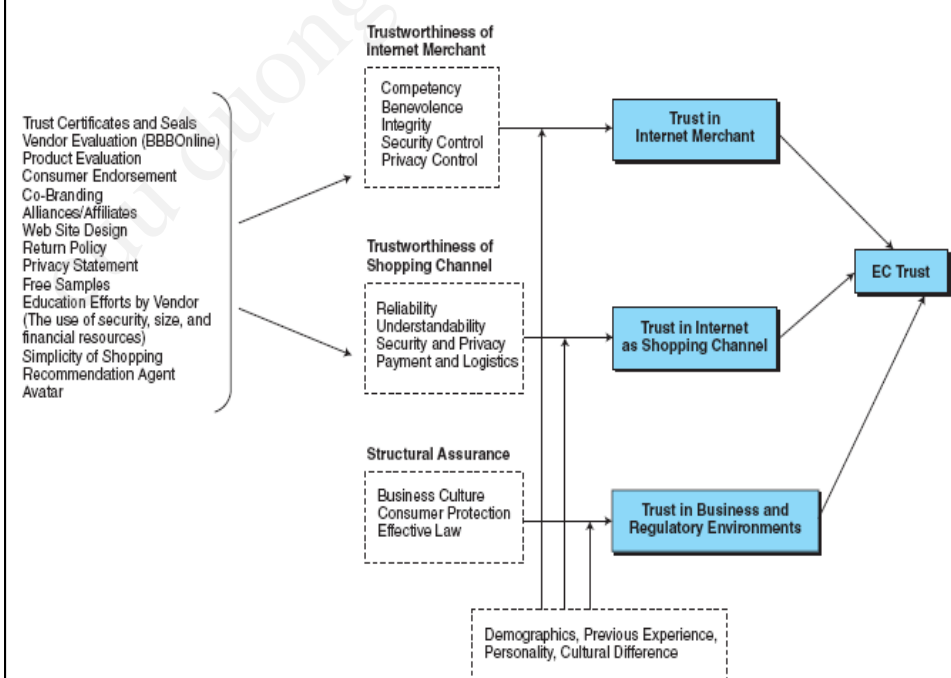 Trust Certificates and Seals
Vendor Evaluation (BBBOnline)
Product Evaluation
Consumer Endorsement
Co-Branding
Alliances/Affiliates
Web Site Design
Return Policy
Privacy Statement
Free Samples
Education Efforts by Vendor
(The use of security, size, and
financial resources)
Simplicity of Shopping
Recommendation Agent
Avatar
Trustworthiness of
Internet Merchant
Competency
Benevolence
Integrity
Security Control
Privacy Control
Trustworthiness of
Shopping Channel
Reliability
Understandability
Security and Privacy
Payment and Logistics
Structural Assurance
Business Culture
Consumer Protection
Effective Law
Demographics, Previous Experience,
Personality, Cultural Difference
Trust in
Internet Merchant
Trust in Internet
as Shopping Channel
Trust in Business and
Regulatory Environments
EC Trust
duong